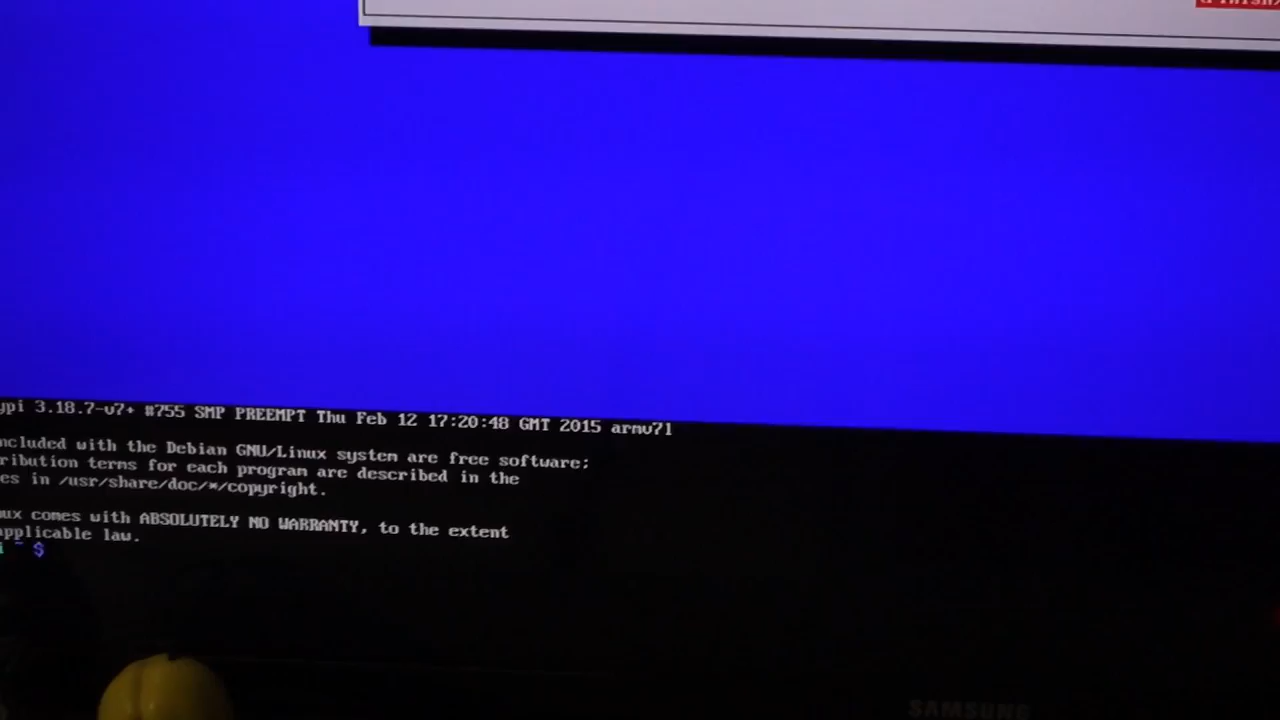 3.18.7-v7+ #755 SMP PREEMPT Thu Feb 12 17:20:48 GMT 2015 armv7l
ncluded with the Debian GNU/Linux system are free software;
ribution terms for each program are described in the
es in /usr/share/doc/*/copyright.
ux comes with ABSOLUTELY NO WARRANTY, to the extent
applicable law.
~ $
SAMSUNG